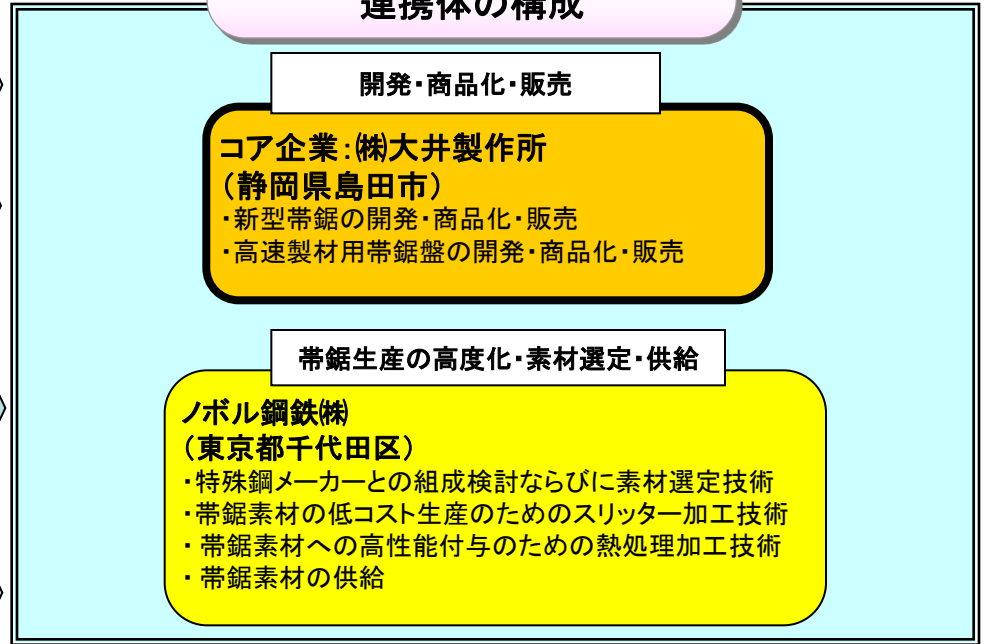 連携体の構成
開発・商品化・販売
コア企業:㈱大井製作所
(静岡県島田市)
・新型帯鋸の開発・商品化・販売
・高速製材用帯鋸盤の開発・商品化・販売
帯鋸生産の高度化・素材選定・供給
ノボル鋼鉄㈱
(東京都千代田区)
・特殊鋼メーカーとの組成検討ならびに素材選定技術
・帯鋸素材の低コスト生産のためのスリッター加工技術
・ 帯鋸素材への高性能付与のための熱処理加工技術
・ 帯鋸素材の供給